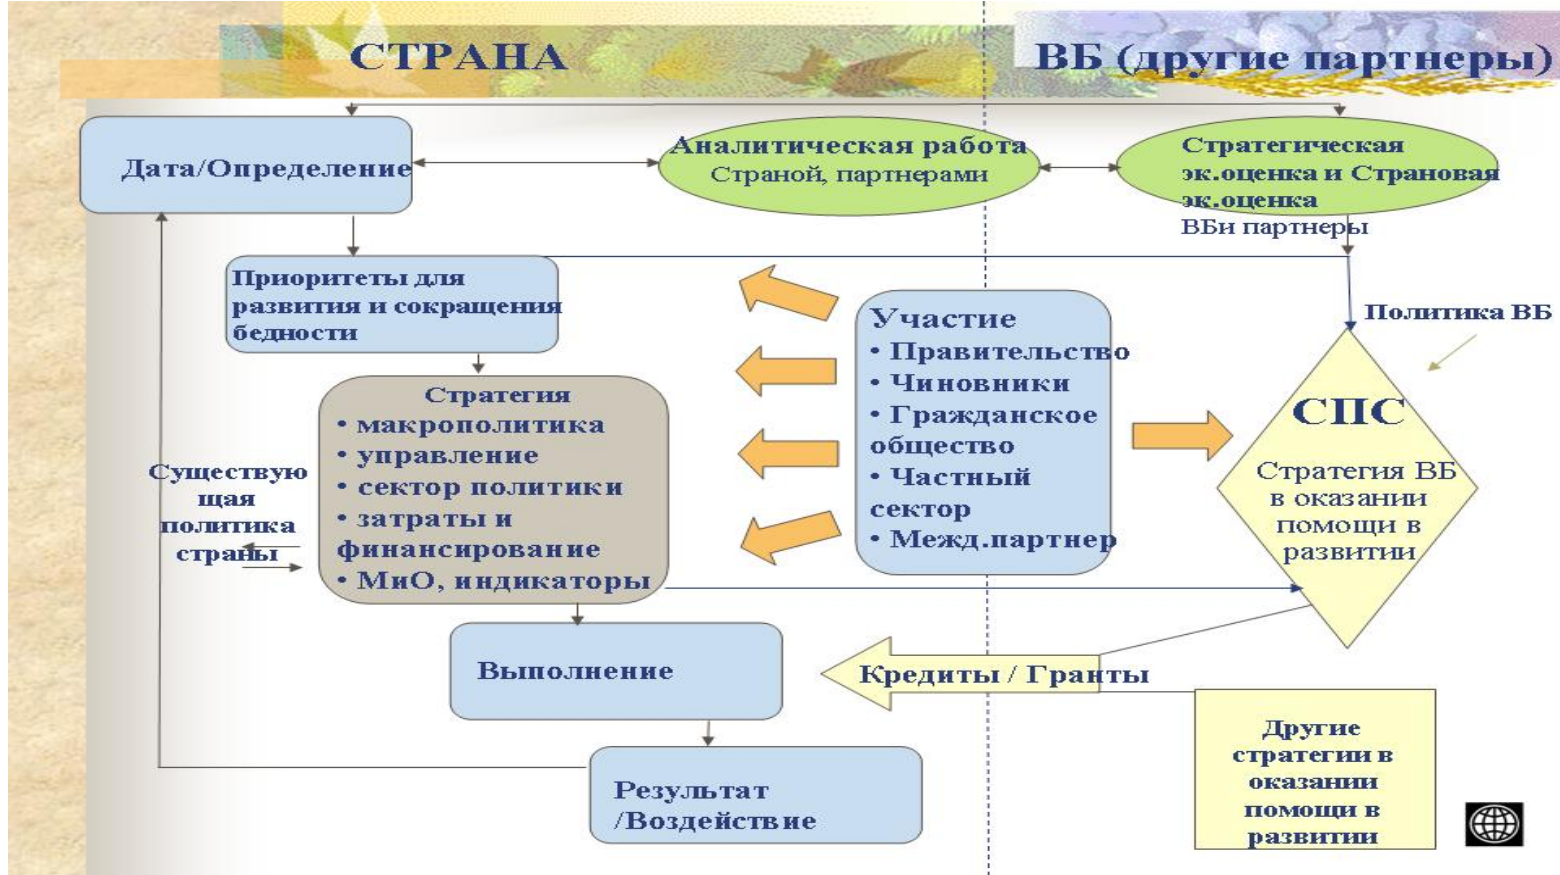 СТРАНА
ВБ (другие партнеры)
Дата/Определение
Аналитическая работа
Страной, партнерами
Стратегическая
эк.оценка и Страновая
эк.оценка
ВБи партнеры
Приоритеты для
развития и сокращения
бедности
Участие
• Правительство
• Чиновники
• Гражданское
общество
• Частный
сектор
• Межд.партнер
Политика ВБ
Стратегия
• макрополитика
• управление
• сектор политики
• затраты и
финансирование
• МиО, индикаторы
Существую
щая
политика
страны
СПС
Стратегия ВБ
в оказании
помощи в
развитии
Выполнение
Кредиты / Гранты
Результат
/Воздействие
Другие
стратегии в
оказании
помощи в
развитии